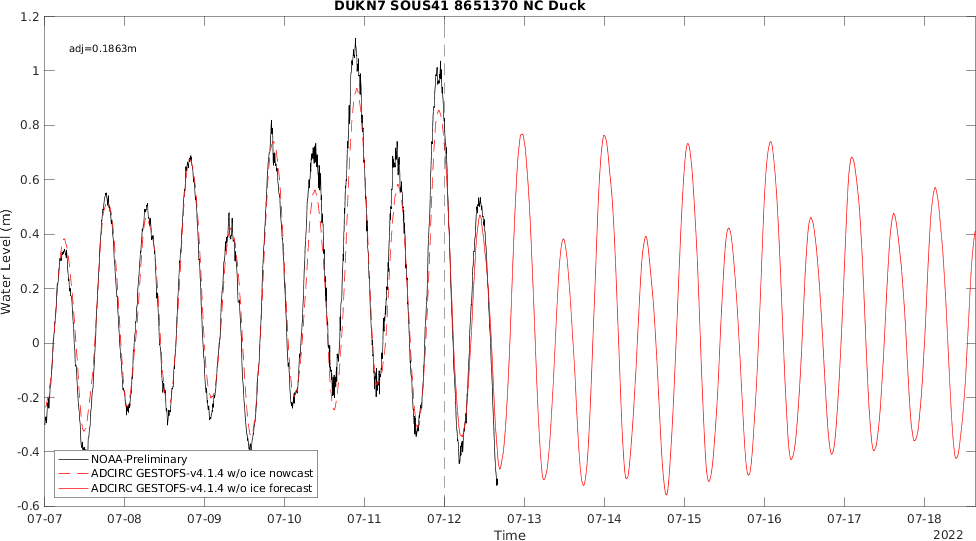 DUKN7 SOUS41 8651370 NC Duck
adj=0.1863m
1.2
1
0.8
0.6
0.4
0.2
0
-0.2
-0.4
-0.6
Water Level (m)
NOAA-Preliminary
ADCIRC GESTOFS-v4.1.4 w/o ice nowcast
ADCIRC GESTOFS-v4.1.4 w/o ice forecast
07-07 07-08 07-09 07-10 07-11 07-12 07-13 07-14 07-15 07-16 07-17 07-18
Time
2022